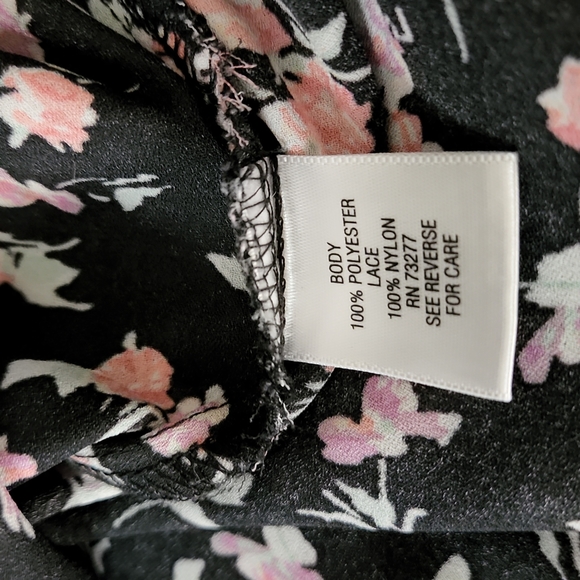 BODY
100% POLYESTER
LACE
100% NYLON
RN 73277
SEE REVERSE
FOR CARE